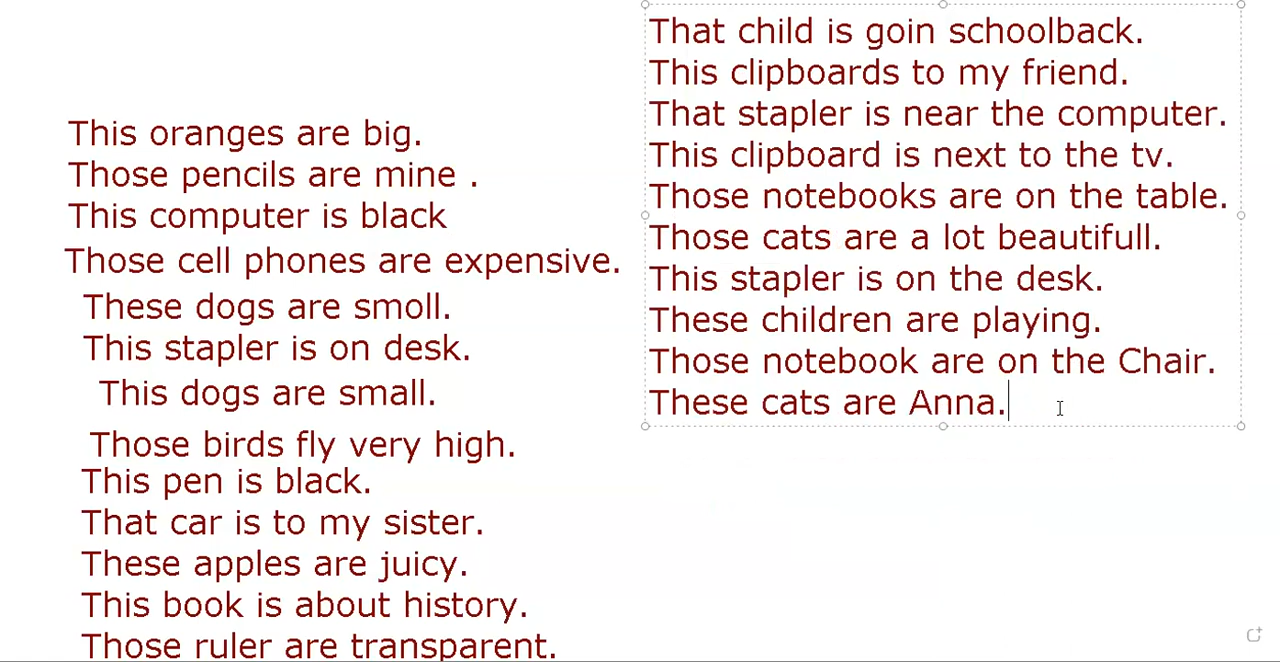 This oranges are big.
Those pencils are mine .
This computer is black
Those cell phones are expensive.
These dogs are smoll.
This stapler is on desk.
This dogs are small.
Those birds fly very high.
This pen is black.
That car is to my sister.
These apples are juicy.
This book is about history.
Those ruler are transparent.
That child is goin schoolback.
This clipboards to my friend.
That stapler is near the computer.
This clipboard is next to the tv.
Those notebooks are on the table.
Those cats are a lot beautifull.
This stapler is on the desk.
These children are playing.
Those notebook are on the Chair.
These cats are Anna.